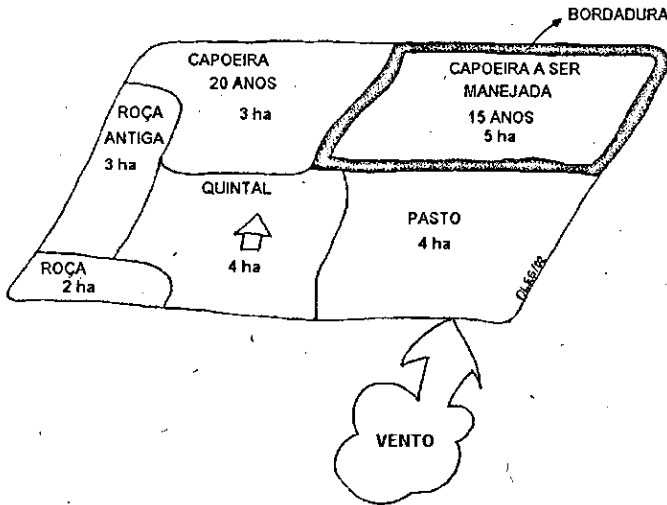 BORDADURA
CAPOEIRA
20 ANOS
3 ha
CAPOEIRA A SER
MANEJADA
15 ANOS
5 ha
ROÇA
ANTIGA
3 ha
QUINTAL
4 ha
PASTO
4 ha
ROÇA
2 ha
VENTO